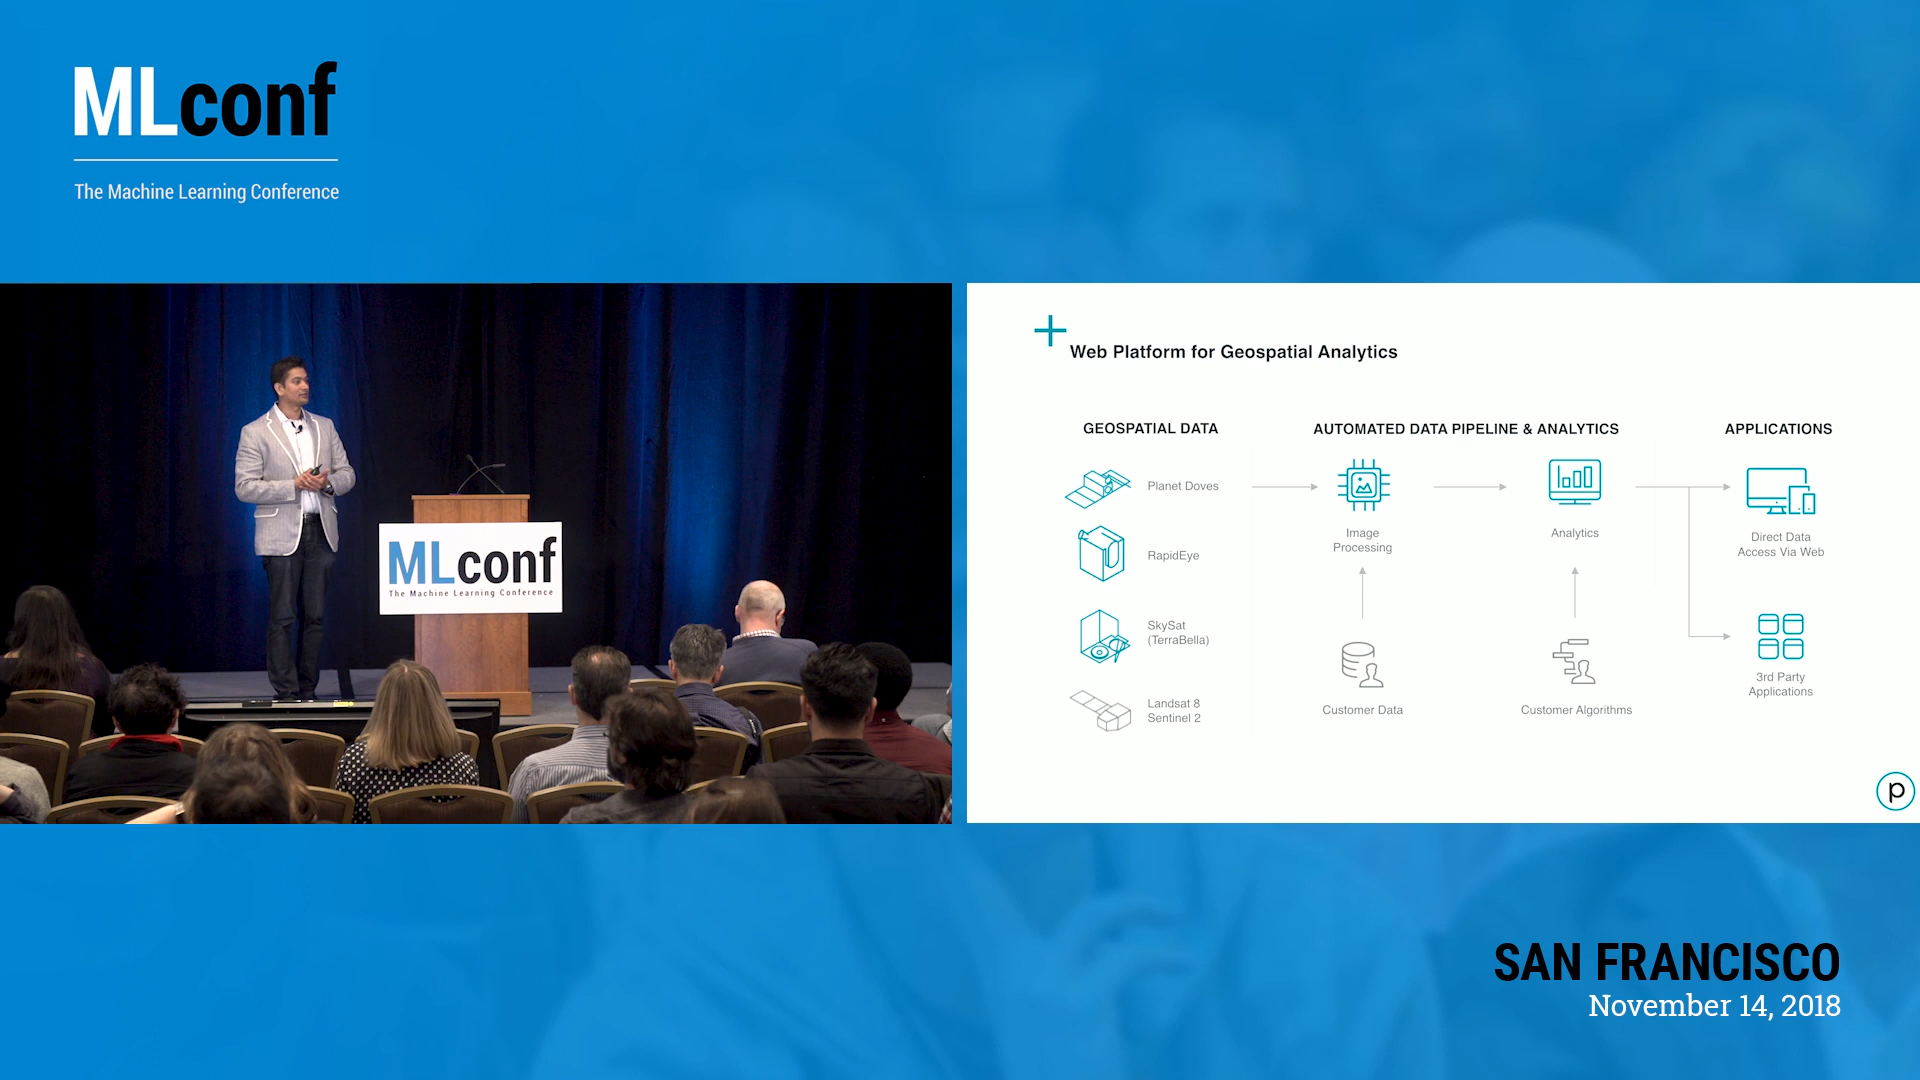 MLconf
The Machine Learning Conference
MLconf
The Machine Learning Conference
Web Platform for Geospatial Analytics
GEOSPATIAL DATA
Planet Doves
RapidEye
SkySat
(TerraBella)
Landsat 8
Sentinel 2
AUTOMATED DATA PIPELINE & ANALYTICS
Image
Processing
Analytics
Customer Data
Customer Algorithms
APPLICATIONS
Direct Data
Access Via Web
3rd Party
Applications
p
SAN FRANCISCO
November 14, 2018